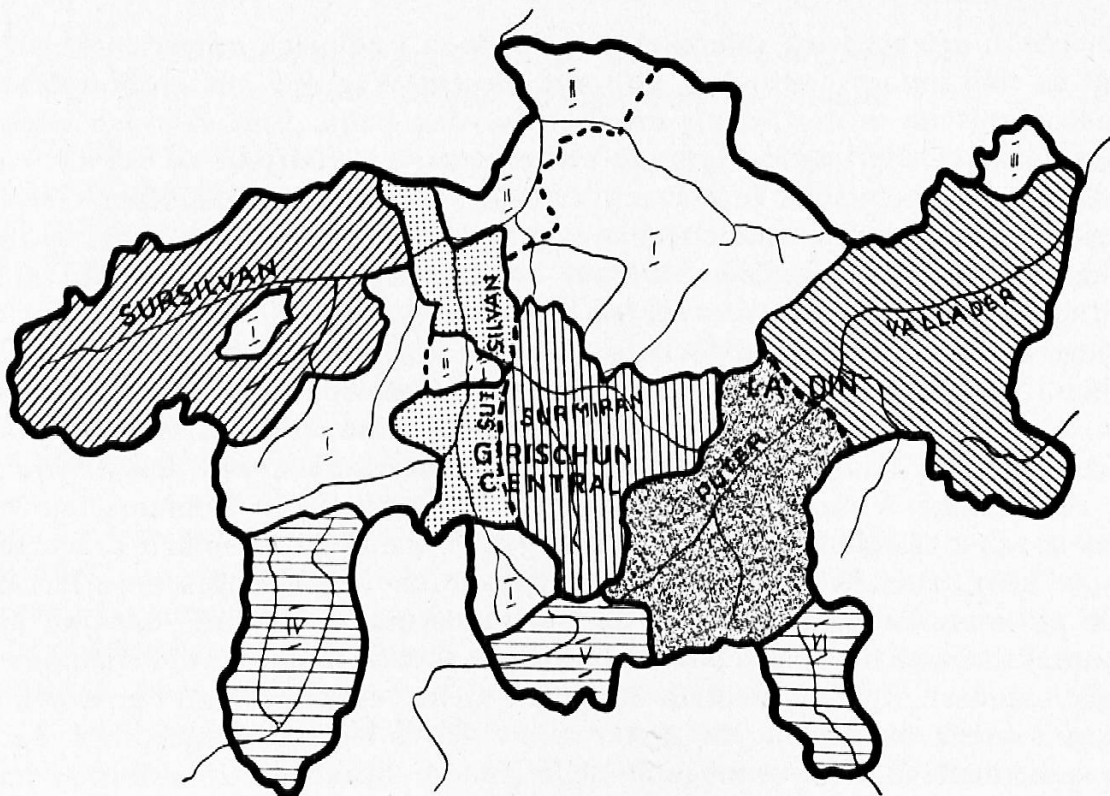 II
III
II
I
SURSILVAN
I
VALLADER
II
SUTSILVAN
LADIN
SURMIRAN
I
GRISCHUN
CENTRAL
PUTER
I
IV
V
VI